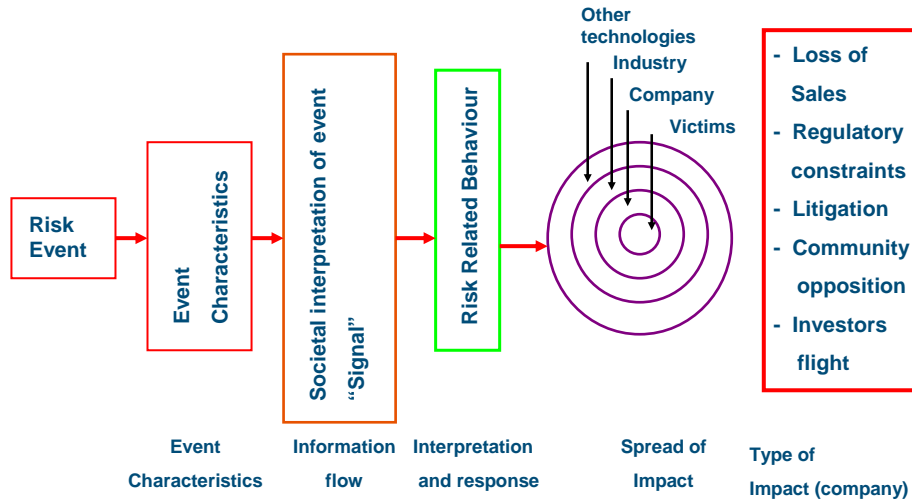 Risk
Event
Event
Characteristics
Societal interpretation of event
“Signal”
Risk Related Behaviour
Other
technologies
Industry
Company
Victims
- Loss of
Sales
- Regulatory
constraints
- Litigation
- Community
opposition
- Investors
flight
Event
Characteristics
Information
flow
Interpretation
and response
Spread of
Impact
Type of
Impact (company)